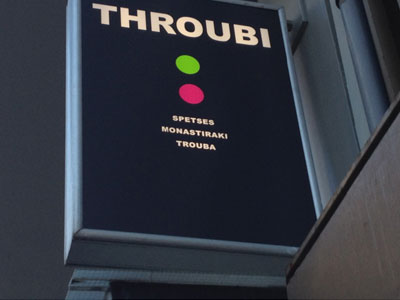 THROUBI
SPETSES
MONASTIRAKI
TROUBA